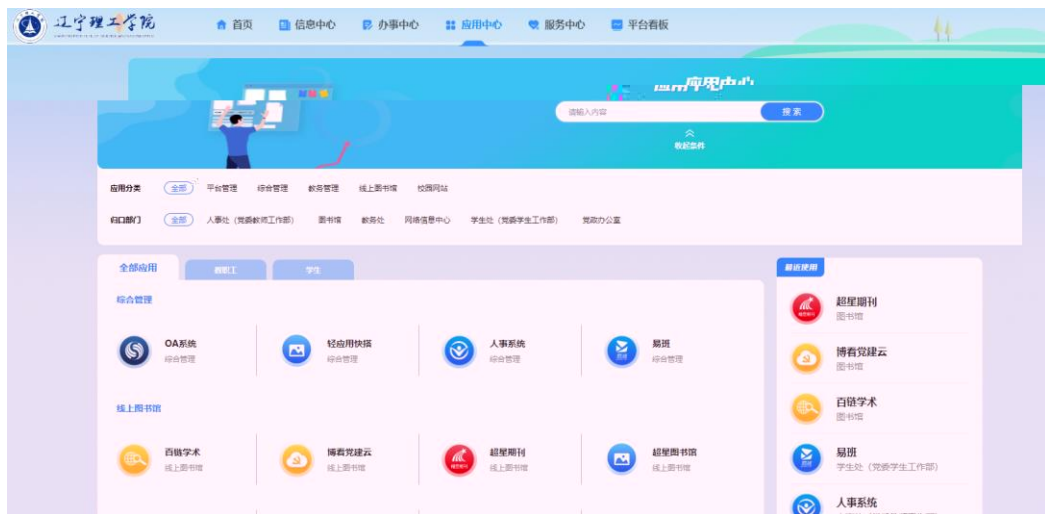 辽宁理工学院 首页 信息中心 办事中心 应用中心 服务中心 平台看板
应用中心
请输入内容 搜索
收起条件
应用分类 全部 平台管理 综合管理 教务管理 线上图书馆 校园网站
归口部门 全部 人事处（党委教师工作部） 图书馆 教务处 网络信息中心 学生处（党委学生工作部） 党政办公室
全部应用 教职工 学生
综合管理
OA系统 轻应用快搭 人事系统 易班
综合管理 综合管理 综合管理 综合管理
线上图书馆
百链学术 博看党建云 超星期刊 超星图书馆
线上图书馆 线上图书馆 线上图书馆 线上图书馆
最近使用
超星期刊
图书馆
博看党建云
图书馆
百链学术
图书馆
易班
学生处（党委学生工作部）
人事系统